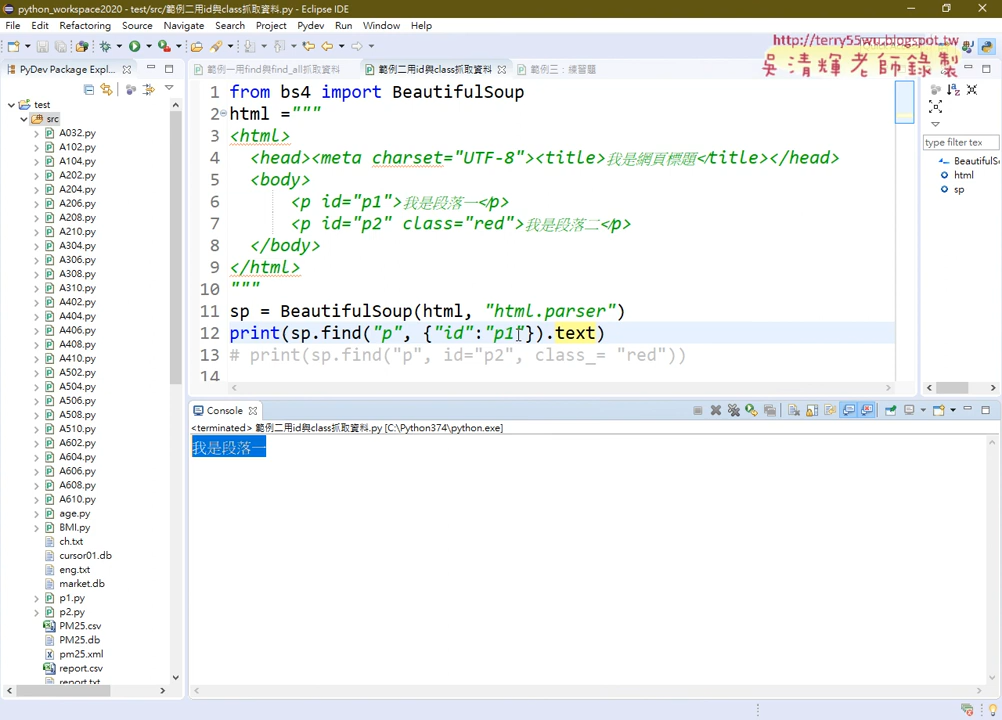 python_workspace2020 - test/src/範例二用id與class抓取資料.py - Eclipse IDE
File Edit Refactoring Source Navigate Search Project Pydev Run Window Help
http://terry55wu.blogspot.tw
吳清輝老師錄製
PyDev Package Expl...
範例一用find與find_all抓取資料
範例二用id與class抓取資料
範例三：練習題
test
src
A032.py
A102.py
A104.py
A202.py
A204.py
A206.py
A208.py
A210.py
A304.py
A306.py
A308.py
A310.py
A402.py
A404.py
A406.py
A408.py
A410.py
A502.py
A504.py
A506.py
A508.py
A510.py
A602.py
A604.py
A606.py
A608.py
A610.py
age.py
BMI.py
ch.txt
cursor01.db
eng.txt
market.db
p1.py
p2.py
PM25.csv
PM25.db
pm25.xml
report.csv
report.txt
1 from bs4 import BeautifulSoup
2 html ="""
3 <html>
4 <head><meta charset="UTF-8"><title>我是網頁標題</title></head>
5 <body>
6 <p id="p1">我是段落一</p>
7 <p id="p2" class="red">我是段落二</p>
8 </body>
9 </html>
10 """
11 sp = BeautifulSoup(html, "html.parser")
12 print(sp.find("p", {"id":"p1"}).text)
13 # print(sp.find("p", id="p2", class_= "red"))
14
type filter tex
BeautifulS
html
sp
Console
<terminated> 範例二用id與class抓取資料.py [C:\Python374\python.exe]
我是段落一